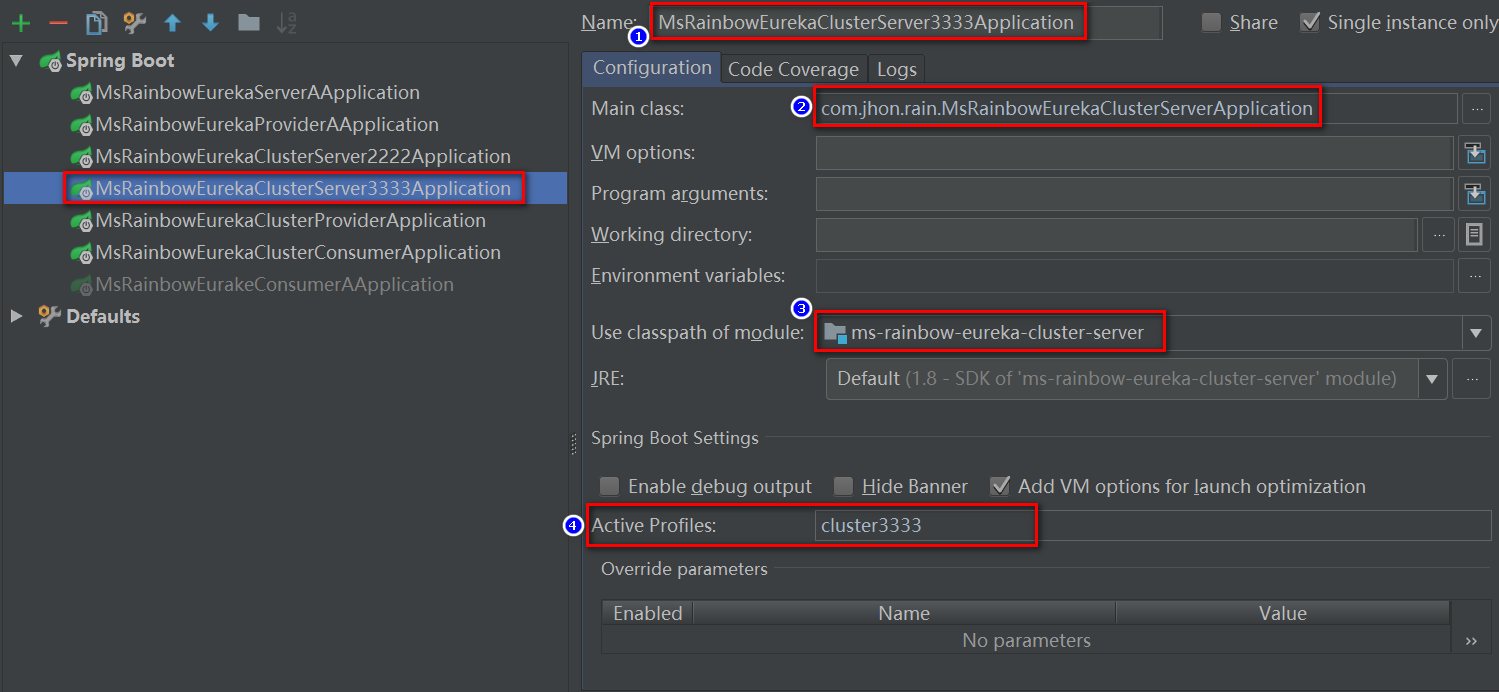 Name: MsRainbowEurekaClusterServer3333Application Share Single instance only
1
Spring Boot
MsRainbowEurekaServerAApplication
MsRainbowEurekaProviderAApplication
MsRainbowEurekaClusterServer2222Application
MsRainbowEurekaClusterServer3333Application
MsRainbowEurekaClusterProviderApplication
MsRainbowEurekaClusterConsumerApplication
MsRainbowEurakeConsumerAApplication
Defaults
Configuration Code Coverage Logs
Main class: 2 com.jhon.rain.MsRainbowEurekaClusterServerApplication ...
VM options:
Program arguments:
Working directory: ...
Environment variables: ...
3
Use classpath of module: ms-rainbow-eureka-cluster-server
JRE: Default (1.8 - SDK of 'ms-rainbow-eureka-cluster-server' module) ...
Spring Boot Settings
Enable debug output Hide Banner Add VM options for launch optimization
4 Active Profiles: cluster3333
Override parameters
Enabled Name Value
No parameters »